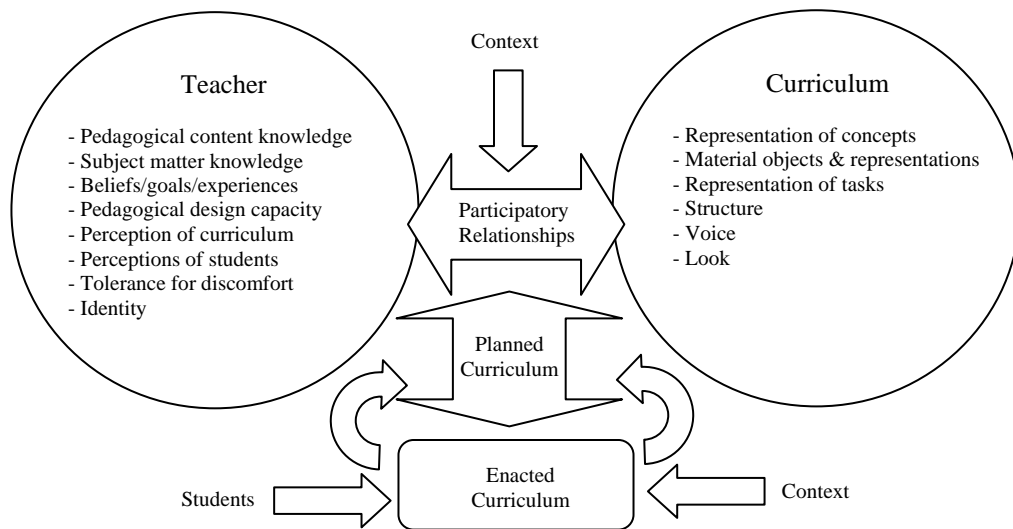 Context
Teacher
- Pedagogical content knowledge
- Subject matter knowledge
- Beliefs/goals/experiences
- Pedagogical design capacity
- Perception of curriculum
- Perceptions of students
- Tolerance for discomfort
- Identity
Curriculum
- Representation of concepts
- Material objects & representations
- Representation of tasks
- Structure
- Voice
- Look
Participatory
Relationships
Planned
Curriculum
Enacted
Curriculum
Students
Context